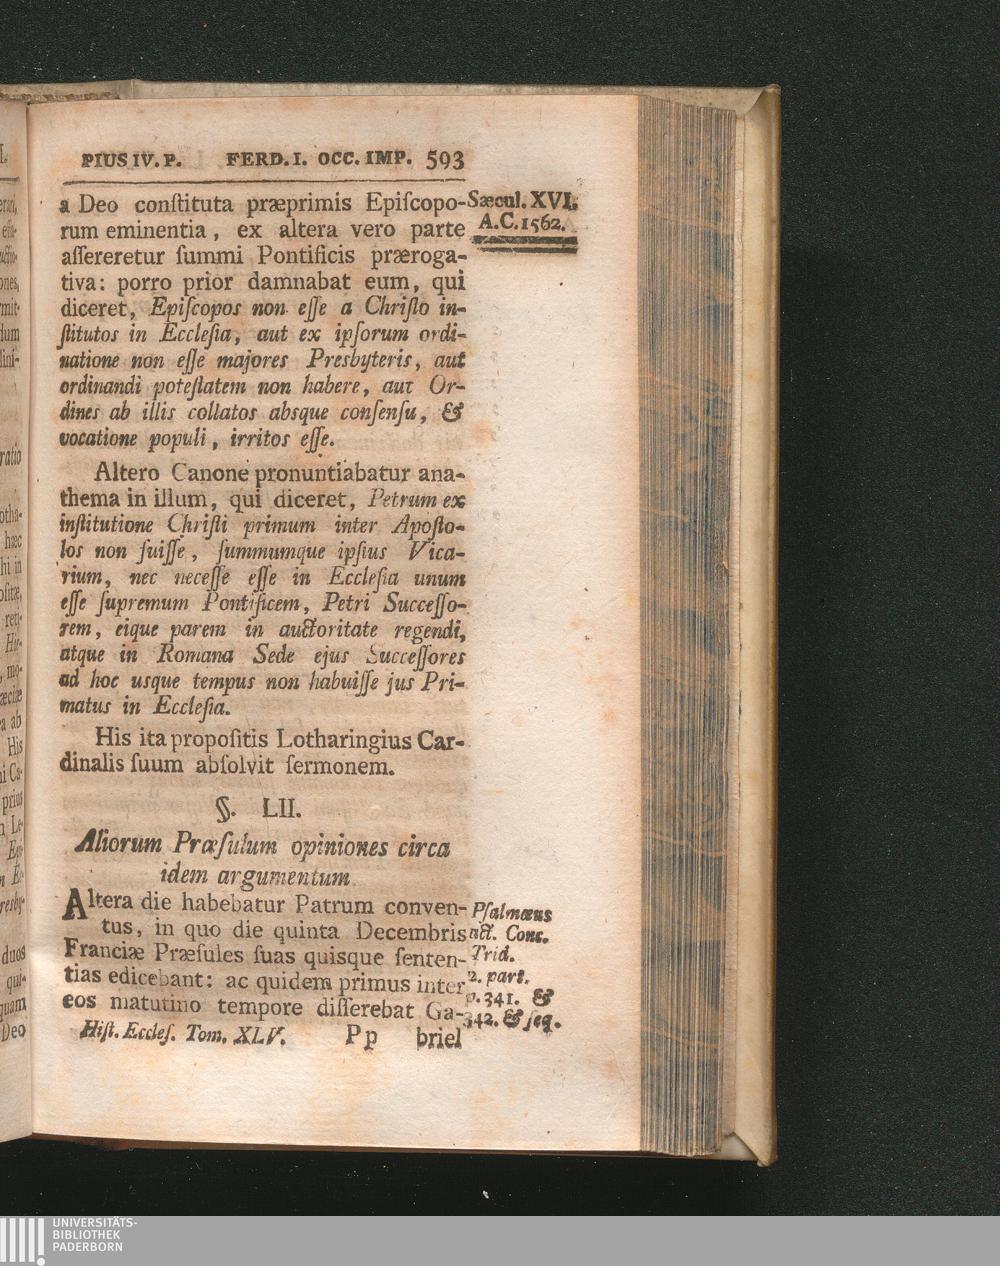 PIUS IV. P. FERD. I. OCC. IMP. 593
a Deo conſtituta præprimis Epiſcopo-
rum eminentia, ex altera vero parte
aſſereretur ſummi Pontificis præroga-
tiva: porro prior damnabat eum, qui
diceret, Epiſcopos non eſſe a Chriſto in-
ſtitutos in Eccleſia, aut ex ipſorum ordi-
natione non eſſe majores Presbyteris, aut
ordinandi poteſtatem non habere, aut Or-
dines ab illis collatos absque conſenſu, &
vocatione populi, irritos eſſe.
Altero Canone pronuntiabatur ana-
thema in illum, qui diceret, Petrum ex
inſtitutione Chriſti primum inter Apoſto-
los non fuiſſe, ſummumque ipſius Vica-
rium, nec neceſſe eſſe in Eccleſia unum
eſſe ſupremum Pontificem, Petri Succeſſo-
rem, eique parem in auctoritate regendi,
atque in Romana Sede ejus Succeſſores
ad hoc usque tempus non habuiſſe jus Pri-
matus in Eccleſia.
His ita propoſitis Lotharingius Car-
dinalis ſuum abſolvit ſermonem.
§. LII.
Aliorum Præſulum opiniones circa
idem argumentum
Altera die habebatur Patrum conven-
tus, in quo die quinta Decembris
Franciæ Præſules ſuas quisque ſenten-
tias edicebant: ac quidem primus inter
eos matutino tempore diſſerebat Ga-
Hiſt. Eccleſ. Tom. XLV. Pp briel
Sæcul. XVI.
A.C. 1562.
Pſalmæus
act. Conc.
Trid.
2. part.
p. 341. &
342. & ſeq.
UNIVERSITÄTS-
BIBLIOTHEK
PADERBORN